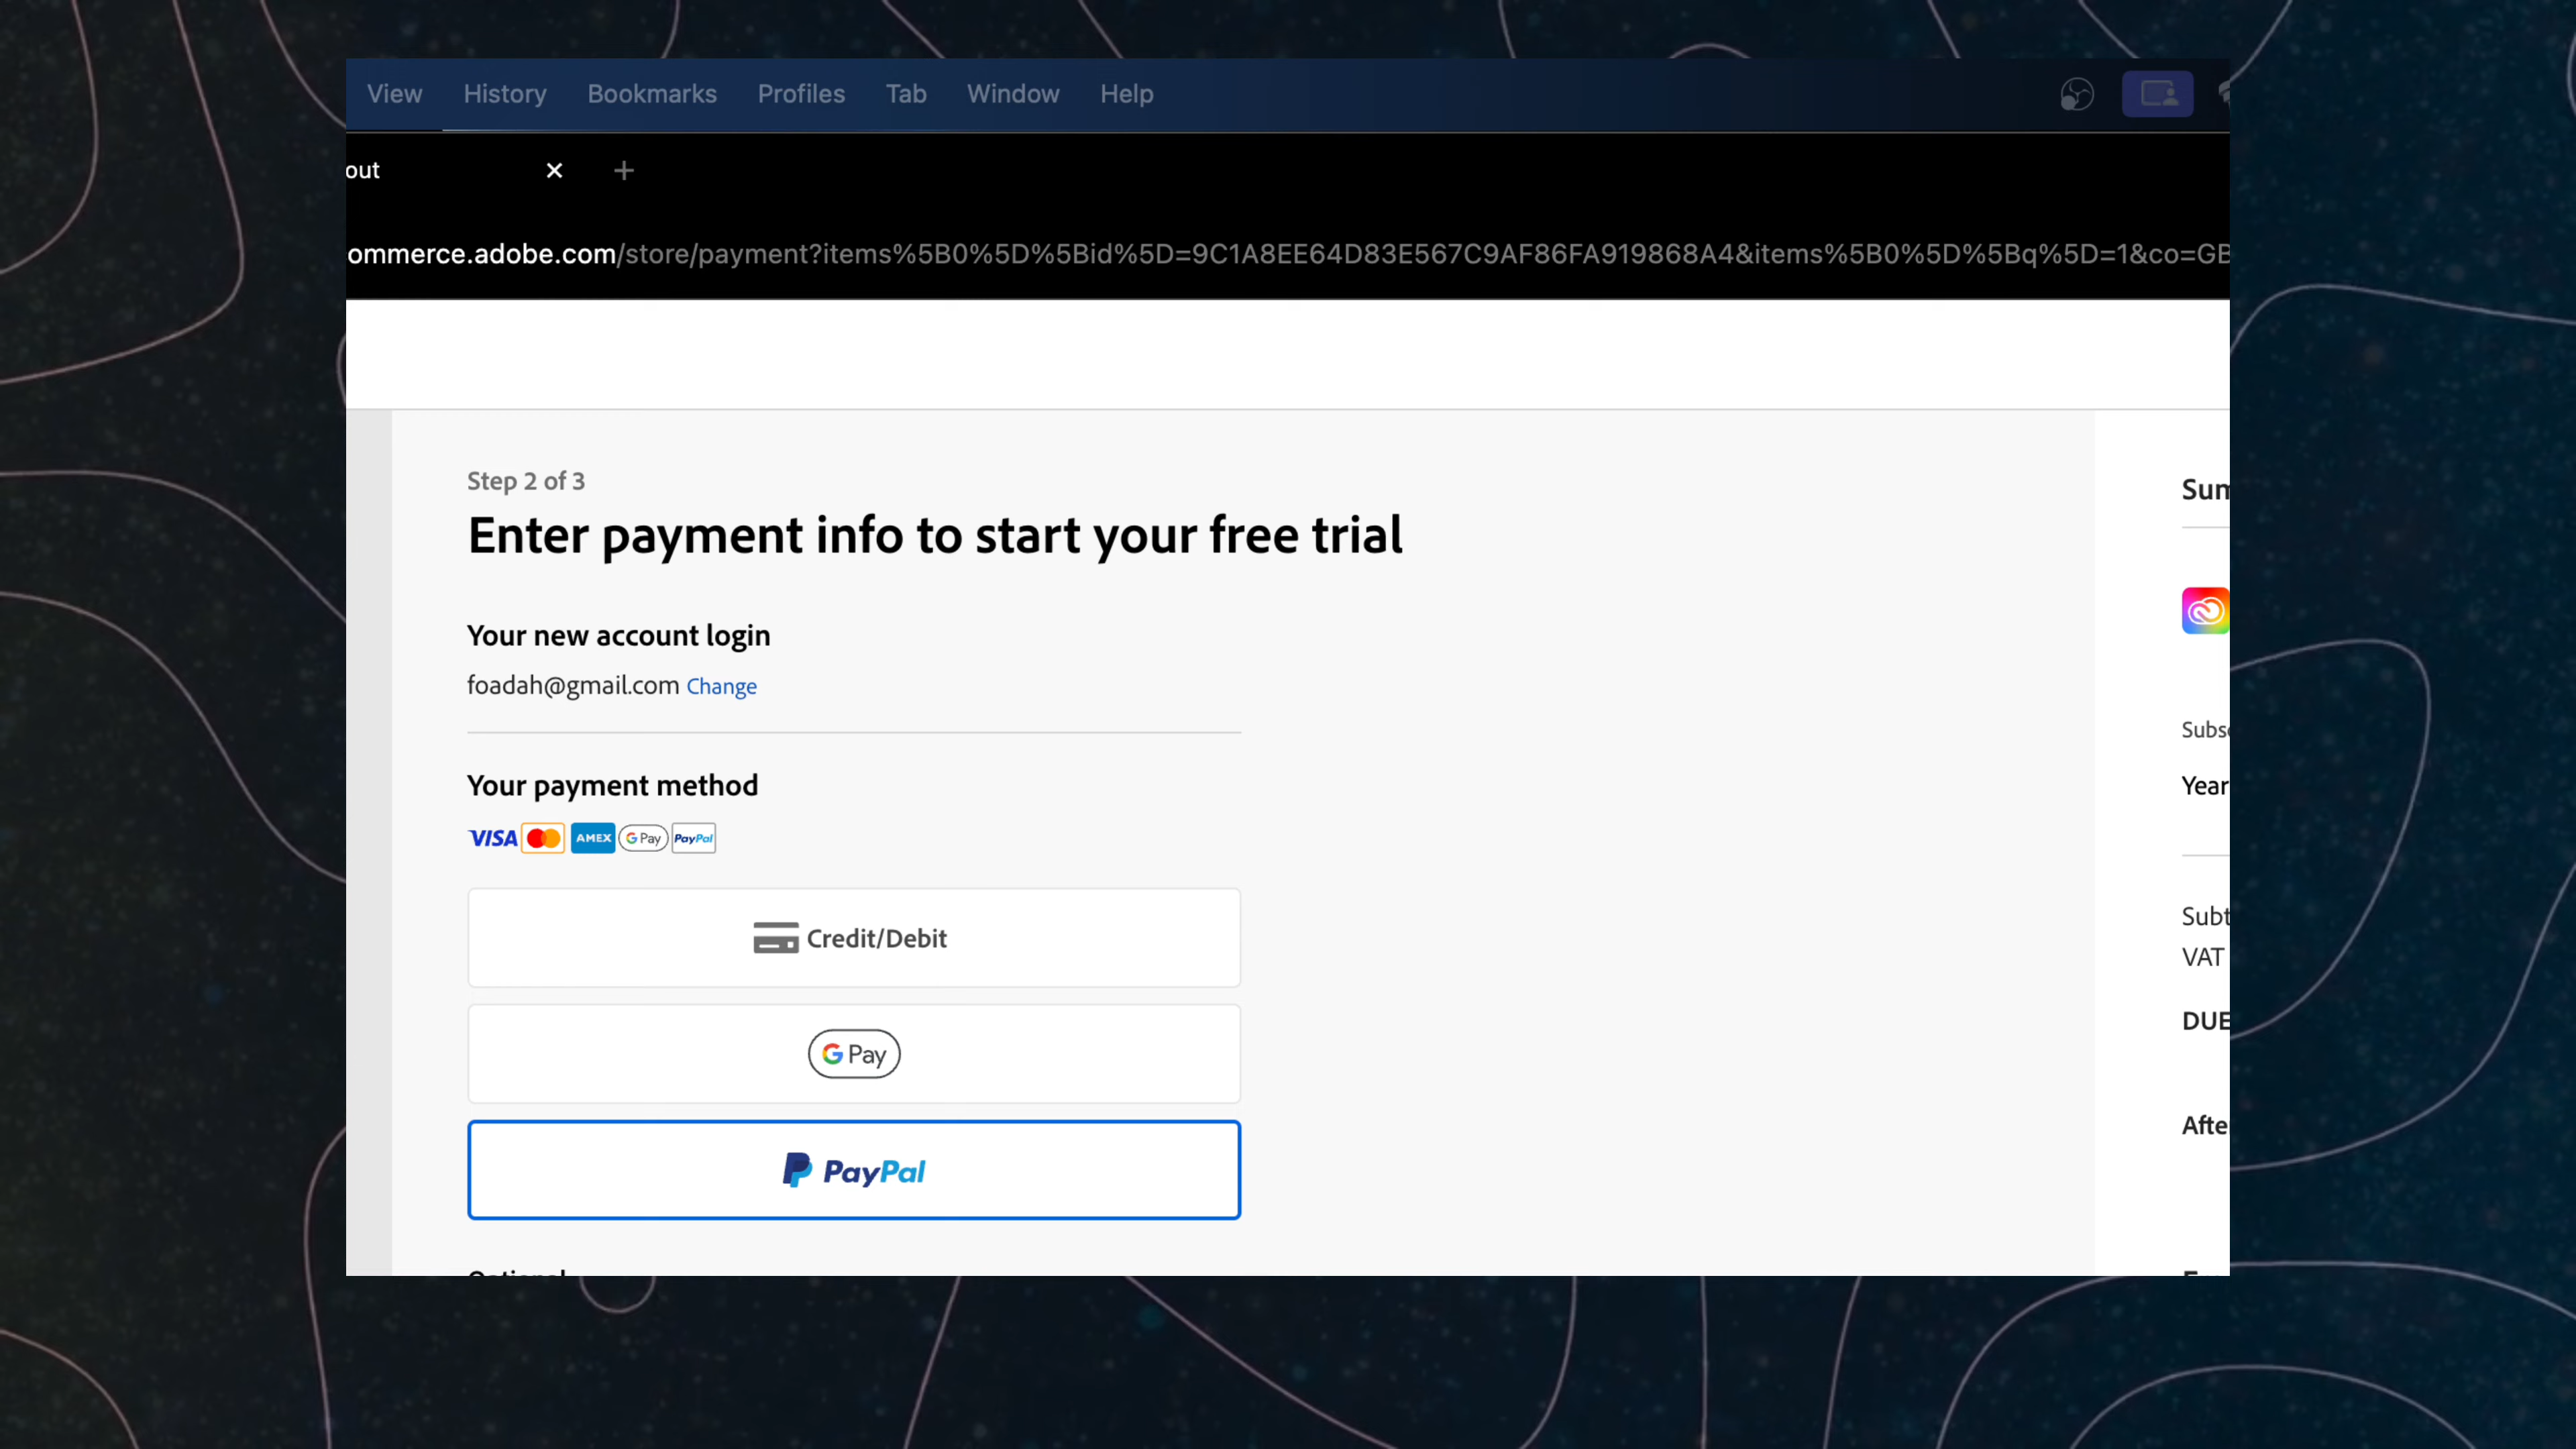 View History Bookmarks Profiles Tab Window Help
out
ommerce.adobe.com/store/payment?items%5B0%5D%5Bid%5D=9C1A8EE64D83E567C9AF86FA919868A4&items%5B0%5D%5Bq%5D=1&co=GB
Step 2 of 3
Enter payment info to start your free trial
Your new account login
foadah@gmail.com Change
Your payment method
VISA AMEX G Pay PayPal
Credit/Debit
G Pay
PayPal
Optional
Sum
Subsc
Year
Subt
VAT
DUE
Afte